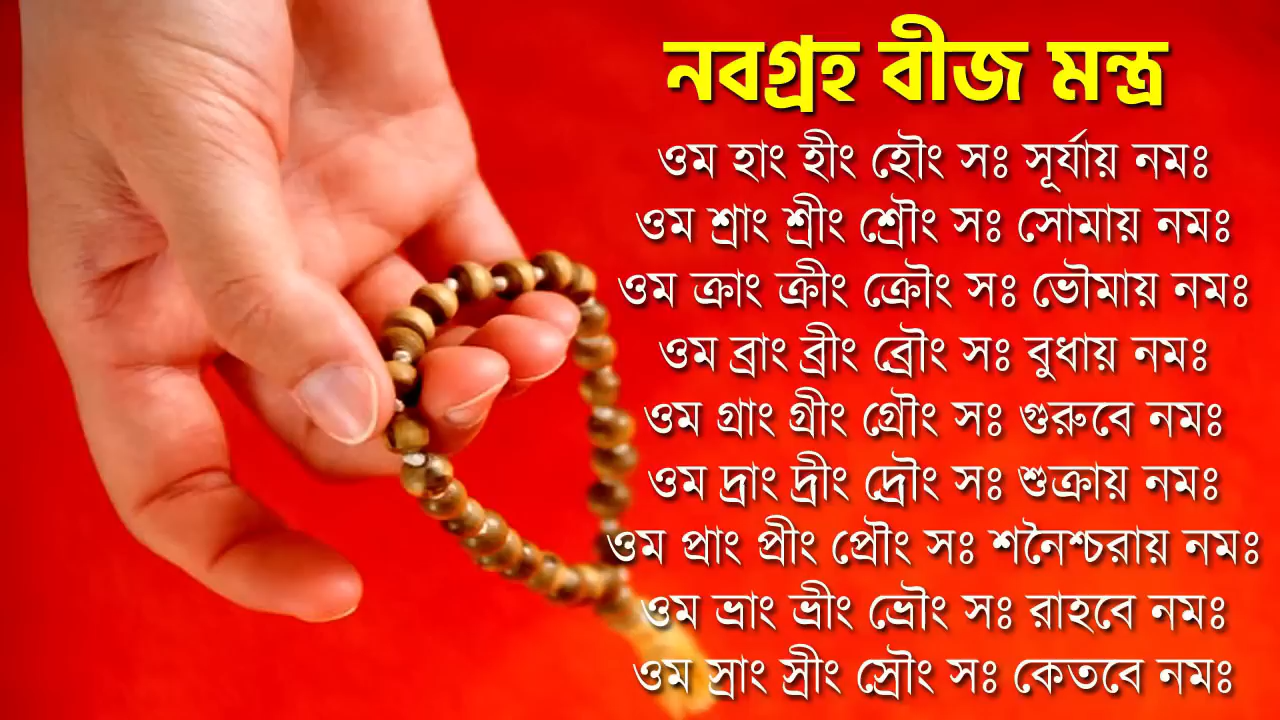 নবগ্রহ বীজ মন্ত্র
ওম হাং হীং হৌং সঃ সূর্যায় নমঃ
ওম শ্রাং শ্রীং শ্রৌং সঃ সোমায় নমঃ
ওম ক্রাং ক্রীং ক্রৌং সঃ ভৌমায় নমঃ
ওম ব্রাং ব্রীং ব্রৌং সঃ বুধায় নমঃ
ওম গ্রাং গ্রীং গ্রৌং সঃ গুরুবে নমঃ
ওম দ্রাং দ্রীং দ্রৌং সঃ শুক্রায় নমঃ
ওম প্রাং প্রীং প্রৌং সঃ শনৈশ্চরায় নমঃ
ওম ভ্রাং ভ্রীং ভ্রৌং সঃ রাহবে নমঃ
ওম স্রাং স্রীং স্রৌং সঃ কেতবে নমঃ